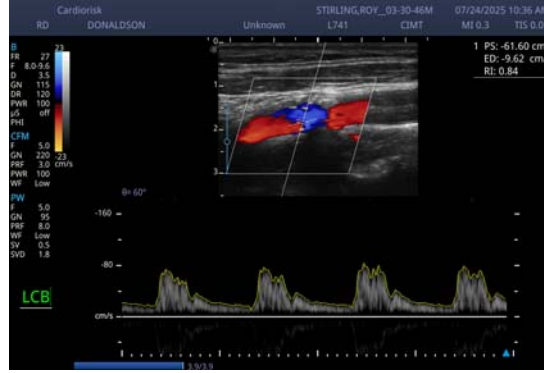 Cardiorisk STIRLING,ROY_03-30-46M 07/24/2025 10:36 AM
RD DONALDSON Unknown L741 CIMT MI 0.3 TIS 0.0
B
FR 27
F 8.0-9.6
D 3.5
GN 115
DR 120
PWR 100
µS off
PHI
23
-23
cm/s
CFM
F 5.0
GN 220
PRF 3.0
PWR 100
WF Low
PW
F 5.0
GN 95
PRF 8.0
WF Low
SV 0.5
SVD 1.8
LCB
0
1
2
3
1 PS: -61.60 cm
ED: -9.62 cm
RI: 0.84
θ= 60°
-160
-80
cm/s
3.9/3.9